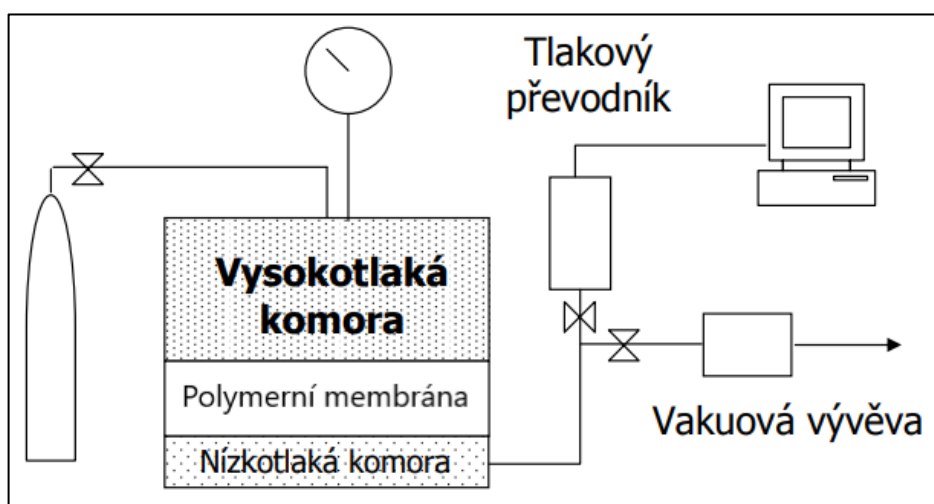 Tlakový
převodník
Vysokotlaká
komora
Polymerní membrána
Nízkotlaká komora
Vakuová vývěva